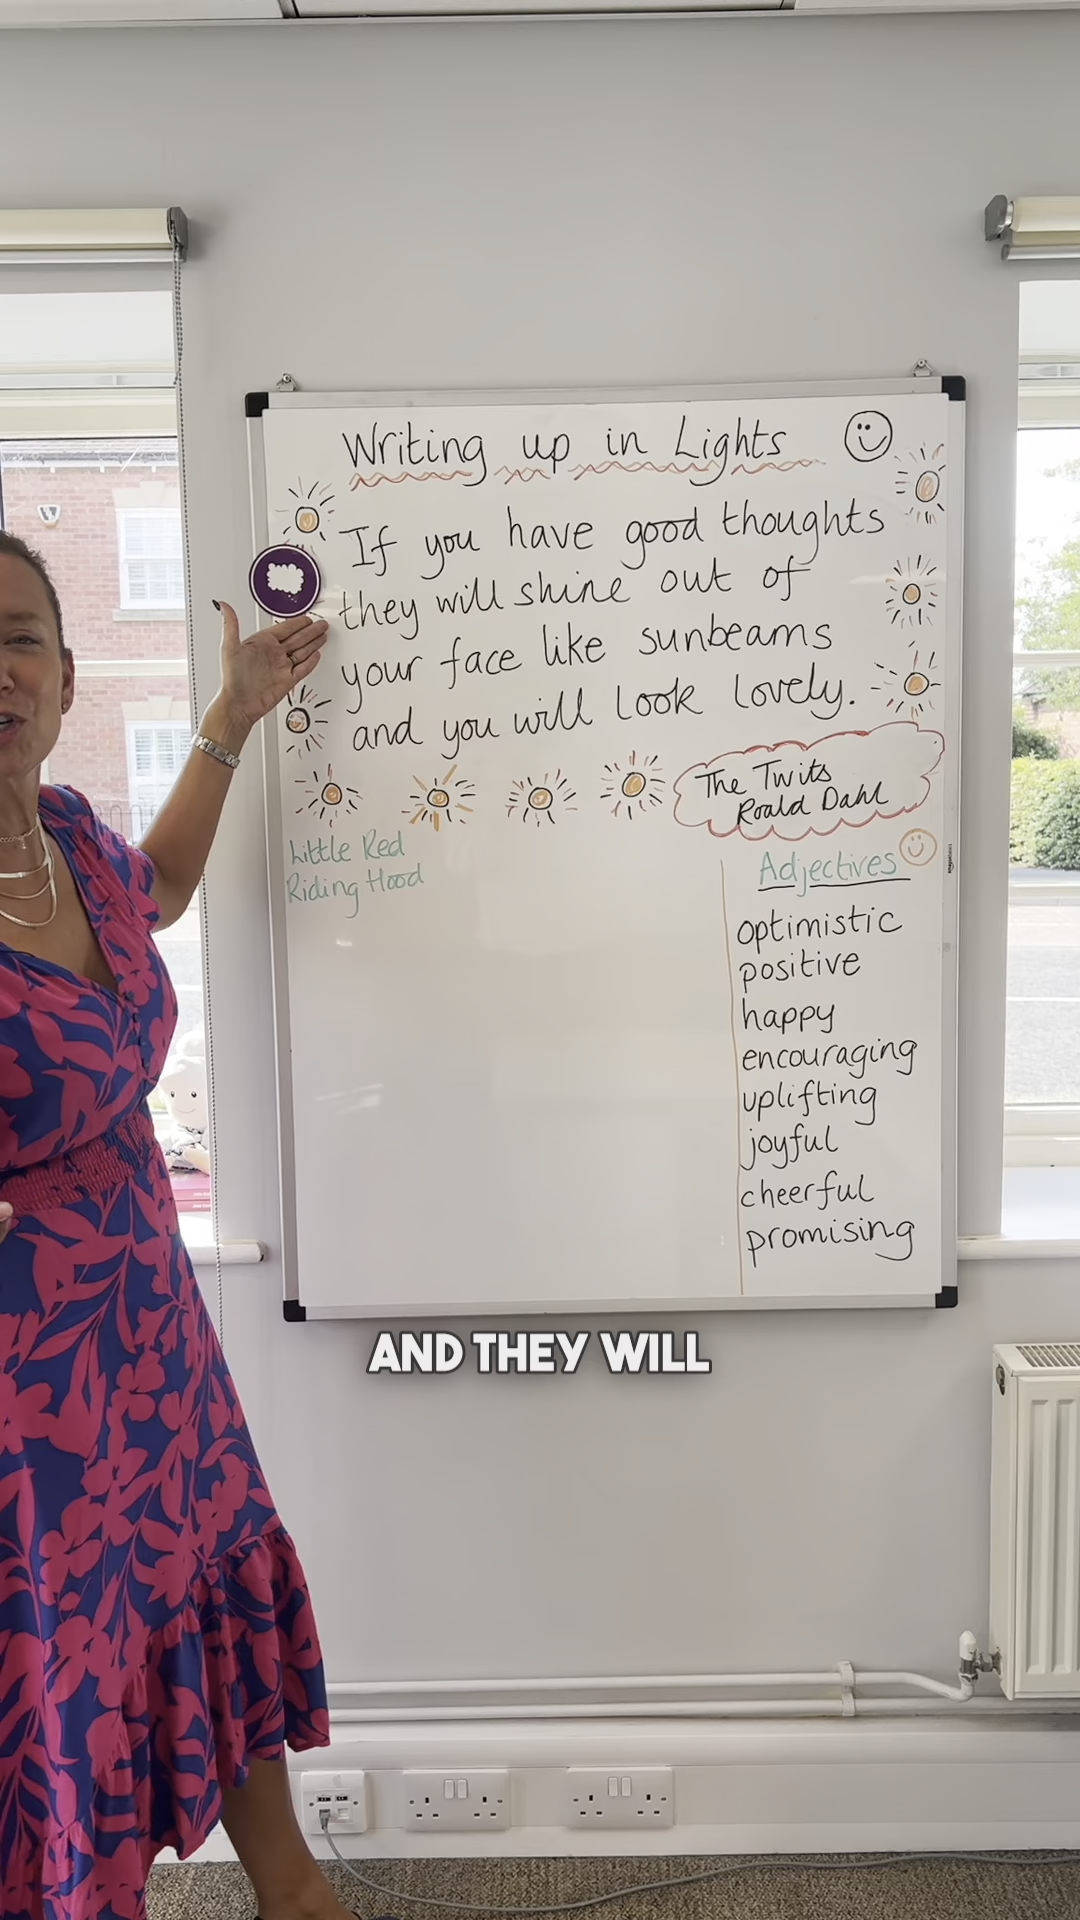 Writing up in Lights
If you have good thoughts
they will shine out of
your face like sunbeams
and you will look lovely.
The Twits
Roald Dahl
Little Red
Riding Hood
Adjectives
optimistic
positive
happy
encouraging
uplifting
joyful
cheerful
promising
AND THEY WILL